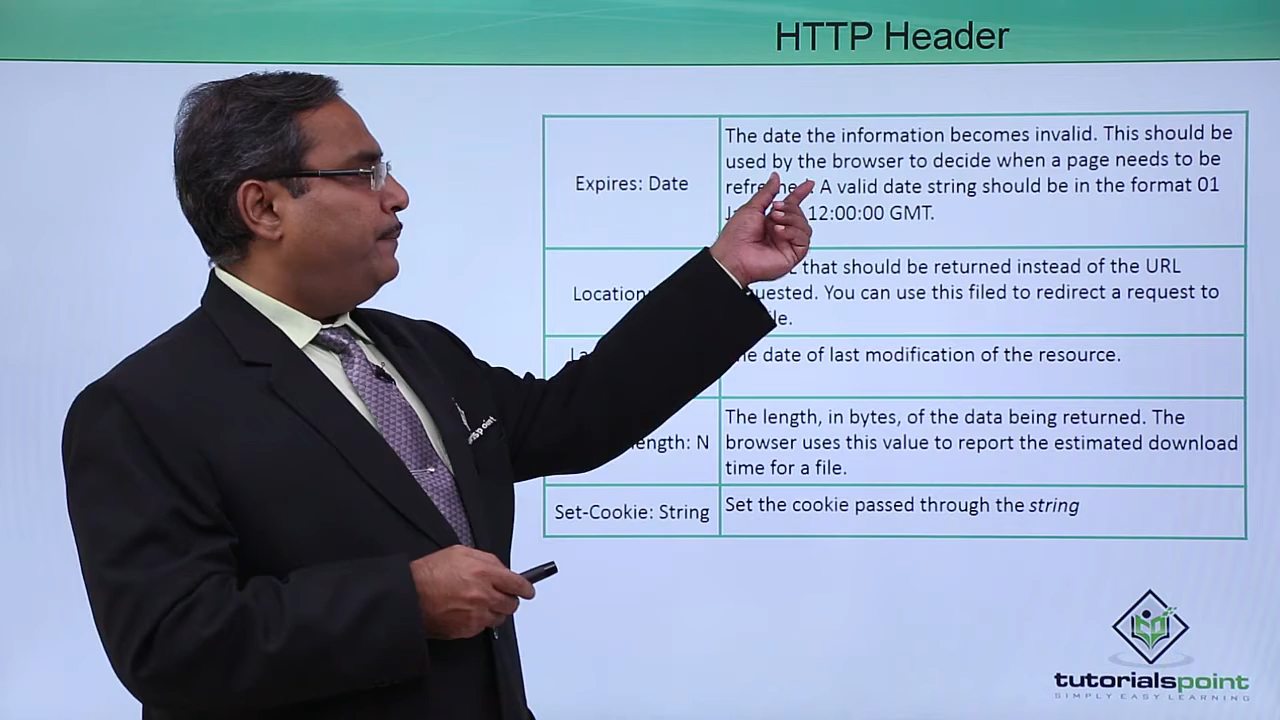 HTTP Header
Expires: Date
The date the information becomes invalid. This should be
used by the browser to decide when a page needs to be
A valid date string should be in the format 01
12:00:00 GMT.
Location
that should be returned instead of the URL
You can use this filed to redirect a request to
date of last modification of the resource.
N
The length, in bytes, of the data being returned. The
browser uses this value to report the estimated download
time for a file.
Set-Cookie: String
Set the cookie passed through the string
tutorialspoint
SIMPLY EASY LEARNING